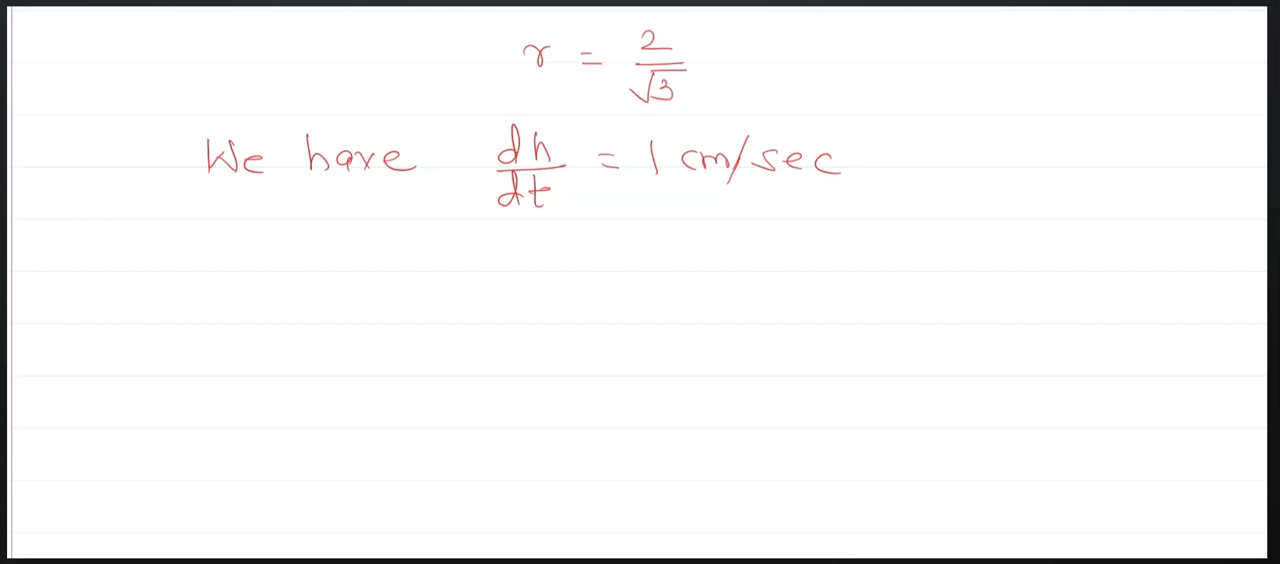 r = 2/√3
We have dh/dt = 1 cm/sec